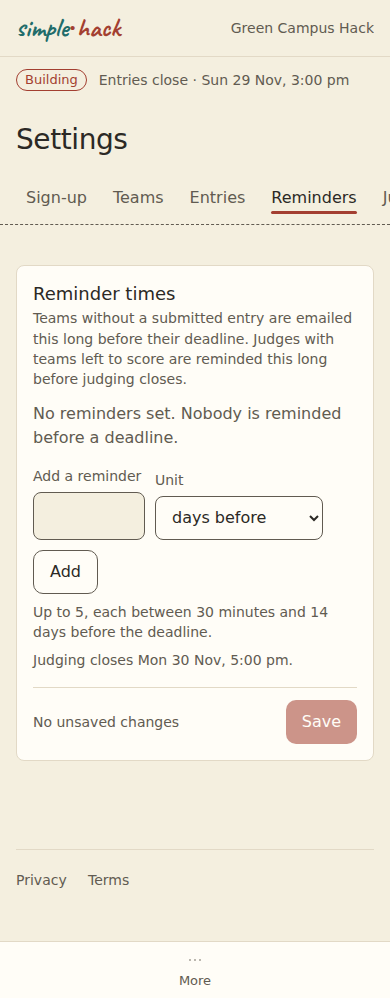 simple·hack
Green Campus Hack
Building
Entries close · Sun 29 Nov, 3:00 pm
Settings
Sign-up
Teams
Entries
Reminders
Reminder times
Teams without a submitted entry are emailed
this long before their deadline. Judges with
teams left to score are reminded this long
before judging closes.
No reminders set. Nobody is reminded
before a deadline.
Add a reminder
Unit
days before
Add
Up to 5, each between 30 minutes and 14
days before the deadline.
Judging closes Mon 30 Nov, 5:00 pm.
No unsaved changes
Save
Privacy
Terms
...
More